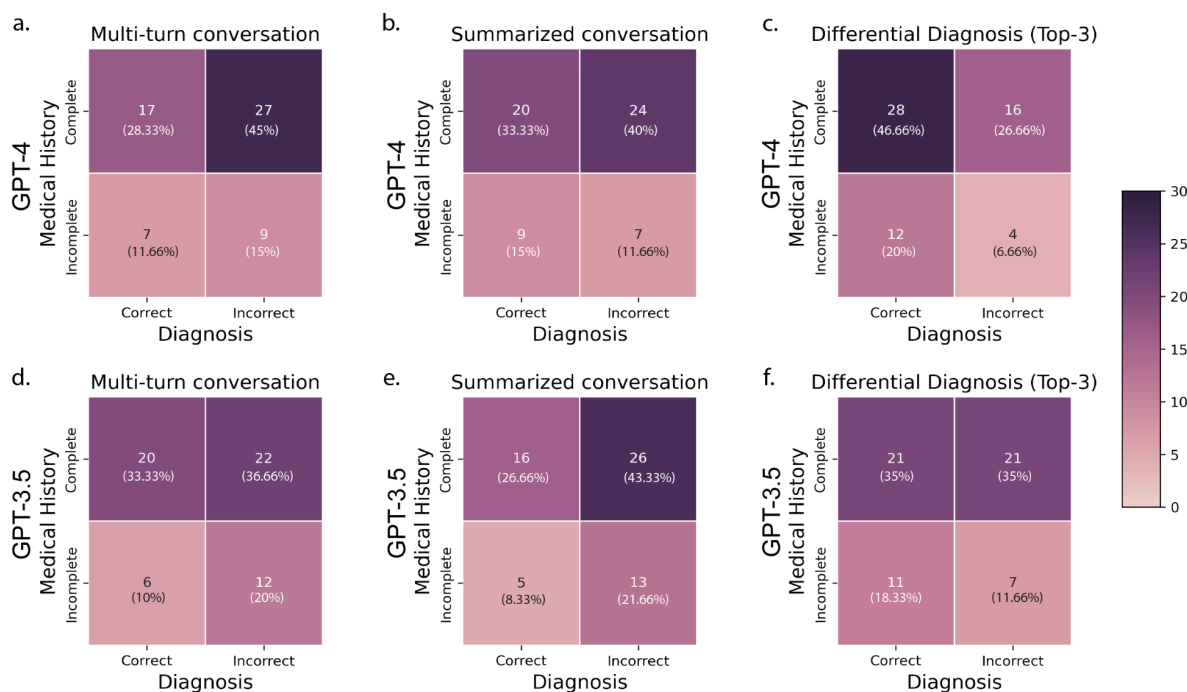 a.
Multi-turn conversation
GPT-4
Medical History
Complete
Incomplete
17
(28.33%)
27
(45%)
7
(11.66%)
9
(15%)
Correct
Incorrect
Diagnosis
b.
Summarized conversation
GPT-4
Medical History
Complete
Incomplete
20
(33.33%)
24
(40%)
9
(15%)
7
(11.66%)
Correct
Incorrect
Diagnosis
c.
Differential Diagnosis (Top-3)
GPT-4
Medical History
Complete
Incomplete
28
(46.66%)
16
(26.66%)
12
(20%)
4
(6.66%)
Correct
Incorrect
Diagnosis
30
25
20
15
10
5
0
d.
Multi-turn conversation
GPT-3.5
Medical History
Complete
Incomplete
20
(33.33%)
22
(36.66%)
6
(10%)
12
(20%)
Correct
Incorrect
Diagnosis
e.
Summarized conversation
GPT-3.5
Medical History
Complete
Incomplete
16
(26.66%)
26
(43.33%)
5
(8.33%)
13
(21.66%)
Correct
Incorrect
Diagnosis
f.
Differential Diagnosis (Top-3)
GPT-3.5
Medical History
Complete
Incomplete
21
(35%)
21
(35%)
11
(18.33%)
7
(11.66%)
Correct
Incorrect
Diagnosis